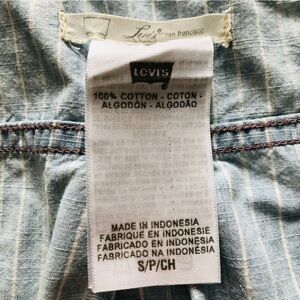 Levi's san francisco
LEVI'S
100% COTTON - COTON -
ALGODÓN - ALGODÃO
MADE IN INDONESIA
FABRIQUE EN INDONESIE
FABRICADO EN INDONESIA
FABRICADO NA INDONESIA
S/P/CH